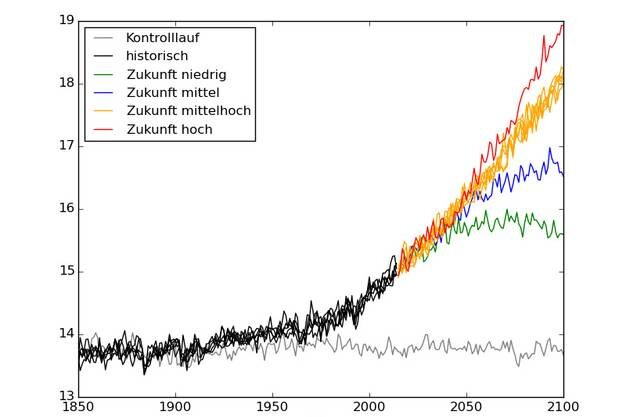 19
18
17
16
15
14
13
Kontrolllauf
historisch
Zukunft niedrig
Zukunft mittel
Zukunft mittelhoch
Zukunft hoch
1850 1900 1950 2000 2050 2100